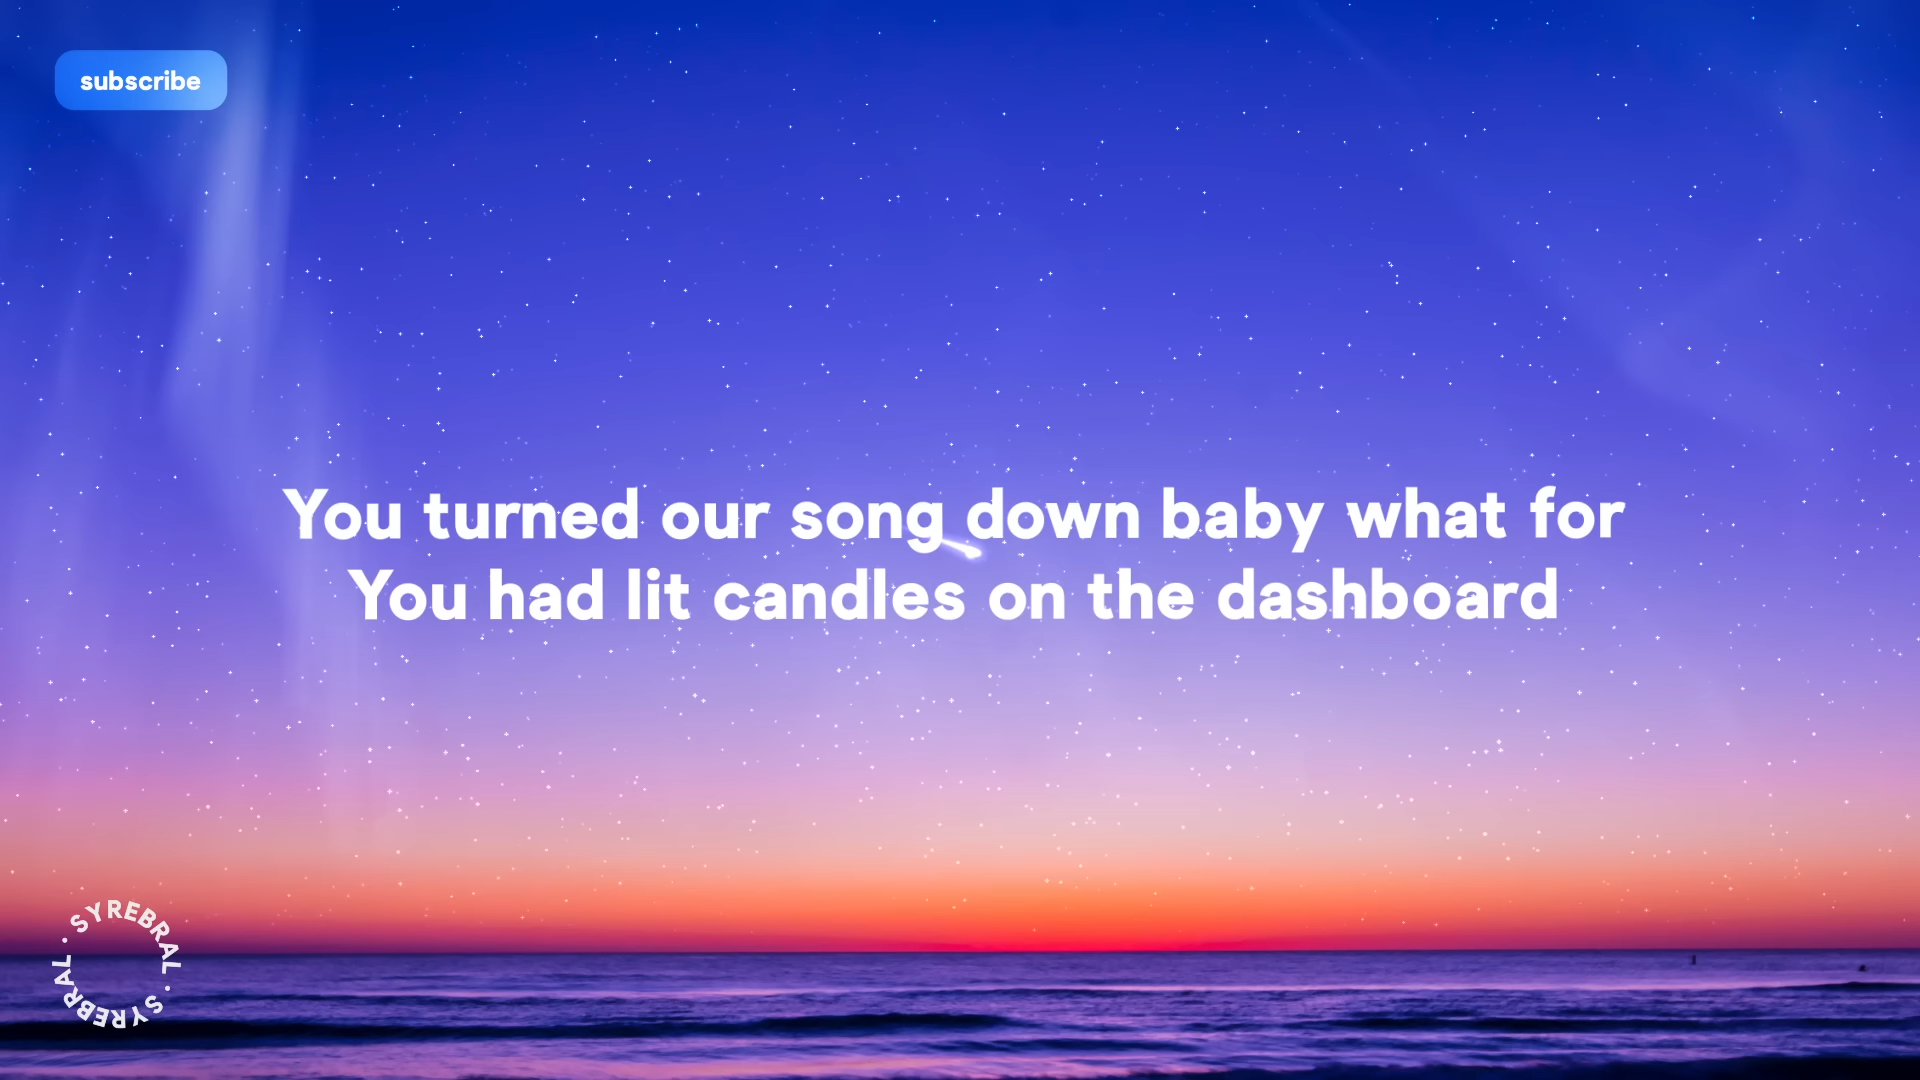 subscribe
You turned our song down baby what for
You had lit candles on the dashboard
SYREBRAL · SYREBRAL ·